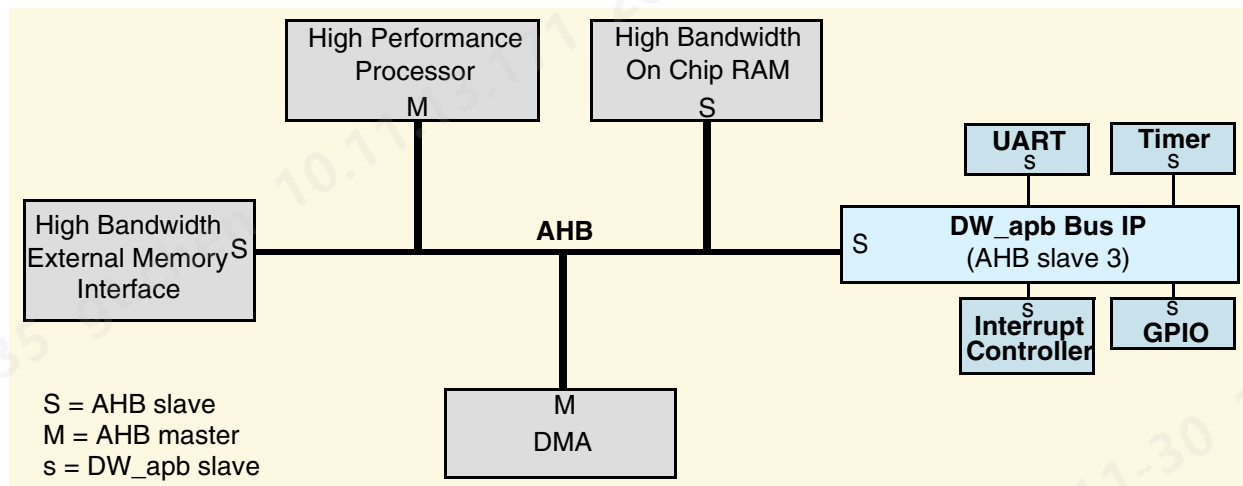 High Performance
Processor
M
High Bandwidth
On Chip RAM
S
UART
s
Timer
s
High Bandwidth
External Memory
Interface
S
AHB
S
DW_apb Bus IP
(AHB slave 3)
s
Interrupt
Controller
s
GPIO
M
DMA
S = AHB slave
M = AHB master
s = DW_apb slave